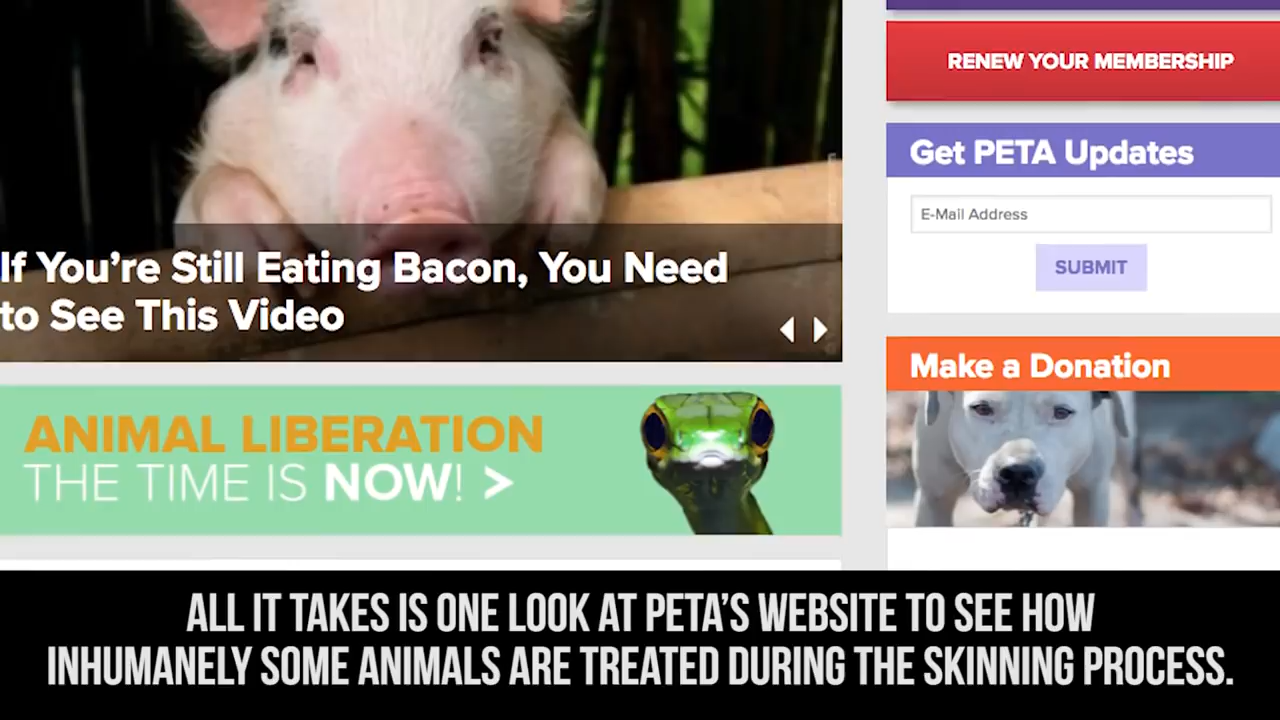 RENEW YOUR MEMBERSHIP
Get PETA Updates
E-Mail Address
SUBMIT
If You're Still Eating Bacon, You Need
to See This Video
Make a Donation
ANIMAL LIBERATION
THE TIME IS NOW! >
ALL IT TAKES IS ONE LOOK AT PETA'S WEBSITE TO SEE HOW
INHUMANELY SOME ANIMALS ARE TREATED DURING THE SKINNING PROCESS.